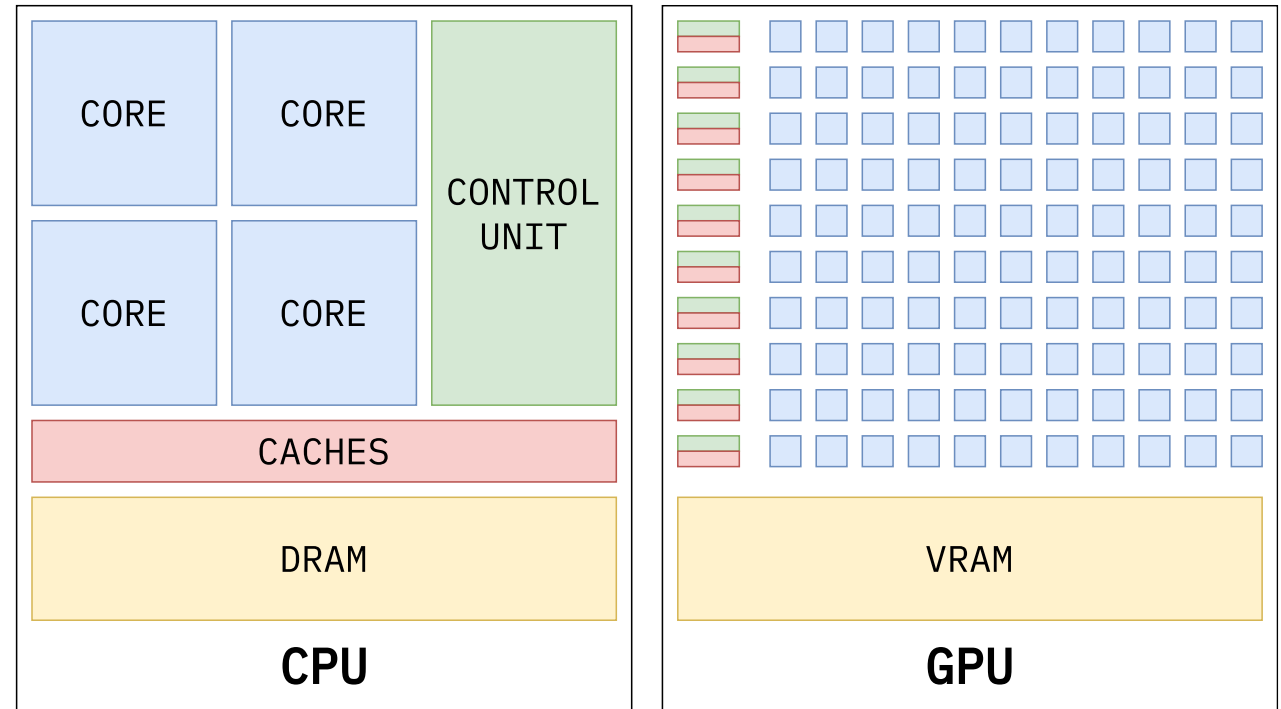 CORE
CORE
CONTROL
UNIT
CORE
CORE
CACHES
DRAM
CPU
VRAM
GPU